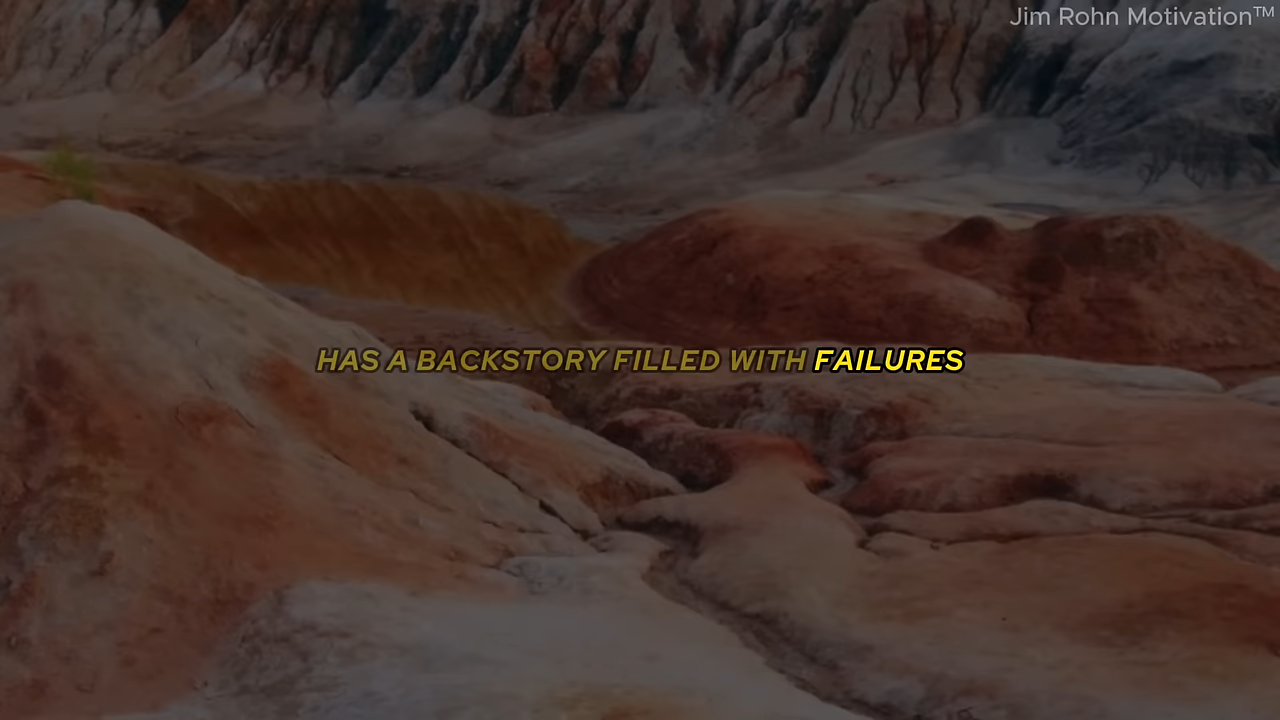 Jim Rohn Motivation™
HAS A BACKSTORY FILLED WITH FAILURES